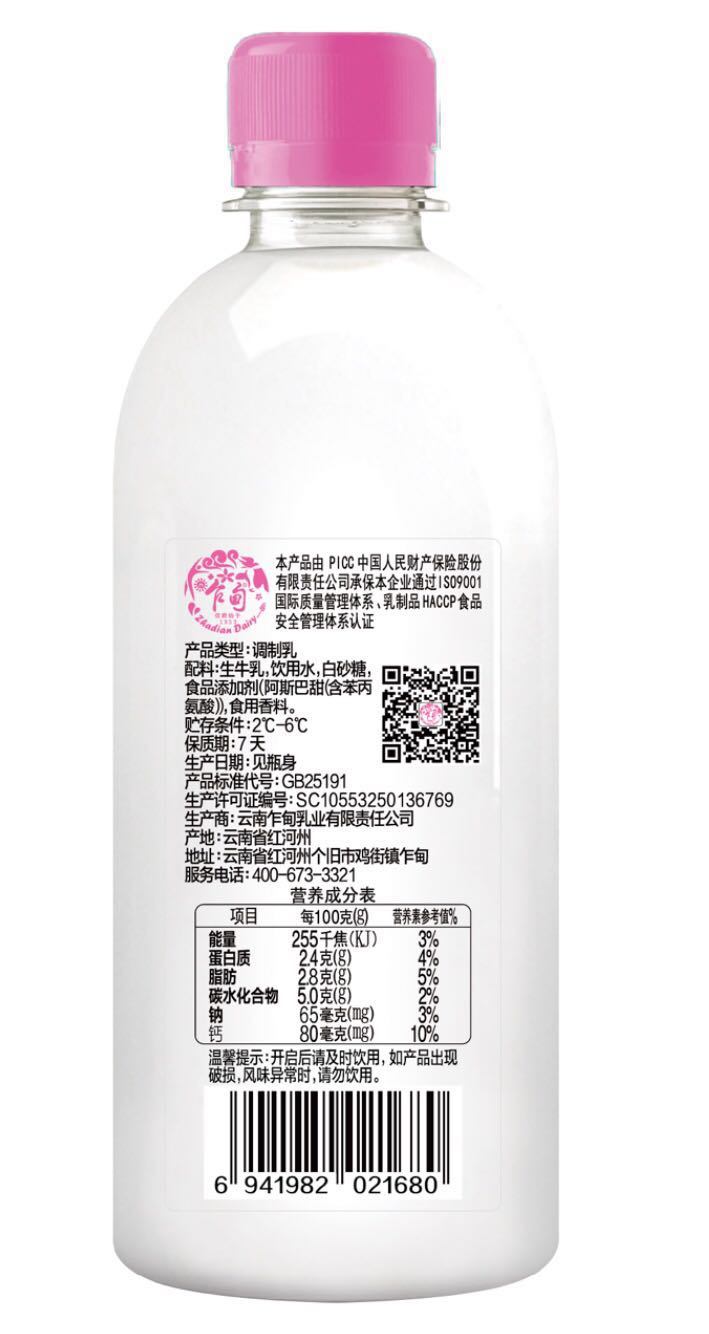 乍甸
Zhadian Dairy
本产品由 PICC 中国人民财产保险股份
有限责任公司承保本企业通过ISO9001
国际质量管理体系、乳制品HACCP食品
安全管理体系认证
产品类型:调制乳
配料:生牛乳,饮用水,白砂糖,
食品添加剂(阿斯巴甜(含苯丙
氨酸)),食用香料。
贮存条件:2℃-6℃
保质期:7天
生产日期:见瓶身
产品标准代号:GB25191
生产许可证编号:SC10553250136769
生产商:云南乍甸乳业有限责任公司
产地:云南省红河州
地址:云南省红河州个旧市鸡街镇乍甸
服务电话:400-673-3321
营养成分表
项目 每100克(g) 营养素参考值%
能量 255千焦(KJ) 3%
蛋白质 2.4克(g) 4%
脂肪 2.8克(g) 5%
碳水化合物 5.0克(g) 2%
钠 65毫克(mg) 3%
钙 80毫克(mg) 10%
温馨提示:开启后请及时饮用,如产品出现
破损,风味异常时,请勿饮用。
6 941982 021680